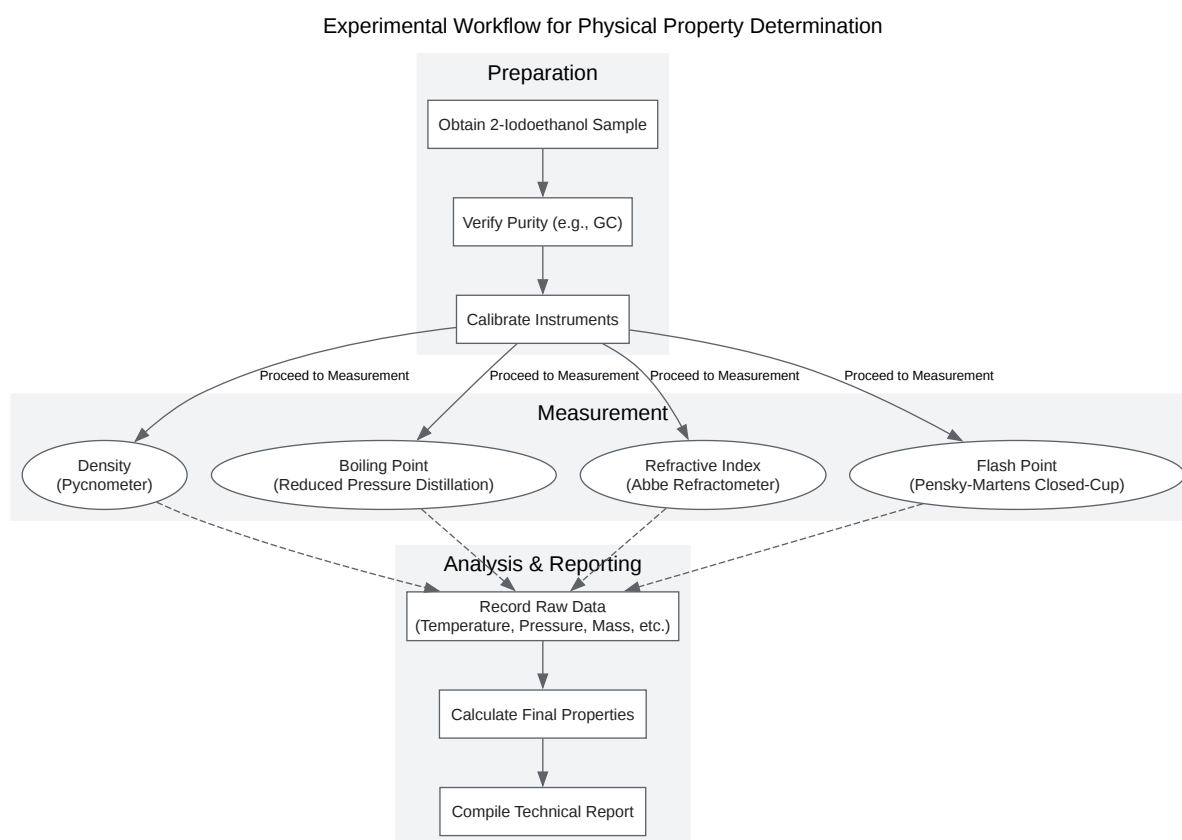 Experimental Workflow for Physical Property Determination
Preparation
Obtain 2-Iodoethanol Sample
Verify Purity (e.g., GC)
Calibrate Instruments
Proceed to Measurement
Proceed to Measurement
Proceed to Measurement
Proceed to Measurement
Measurement
Density
(Pycnometer)
Boiling Point
(Reduced Pressure Distillation)
Refractive Index
(Abbe Refractometer)
Flash Point
(Pensky-Martens Closed-Cup)
Analysis & Reporting
Record Raw Data
(Temperature, Pressure, Mass, etc.)
Calculate Final Properties
Compile Technical Report